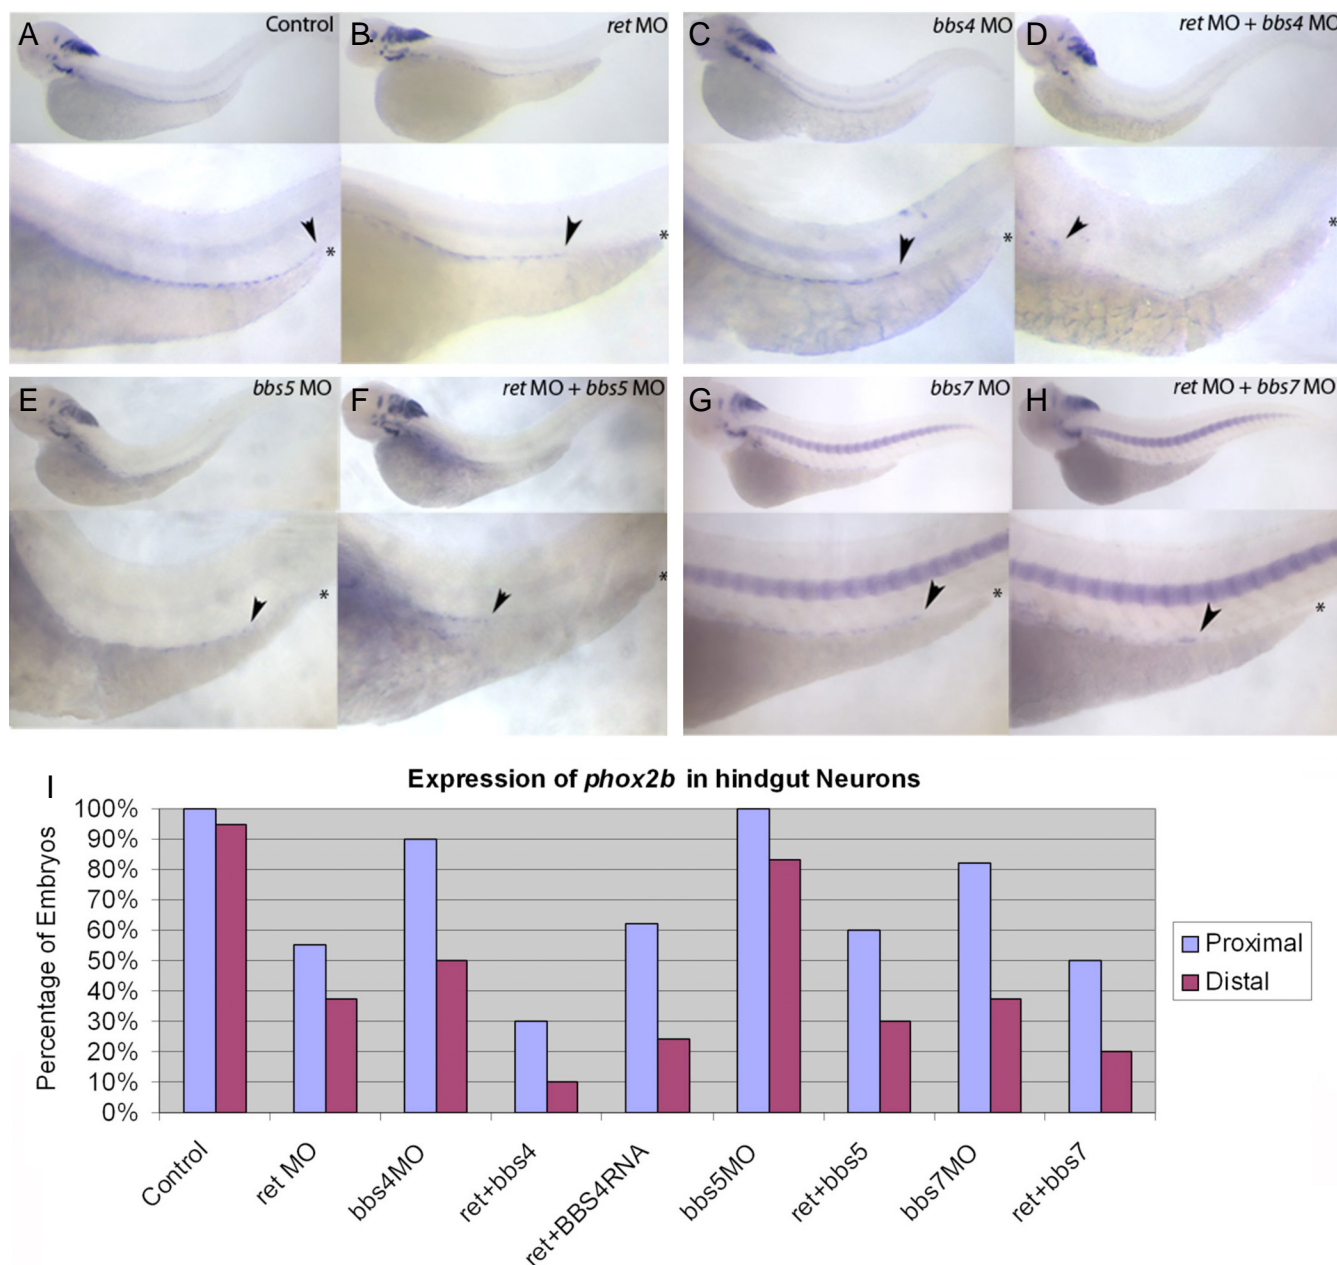 A Control
B ret MO
C bbs4 MO
D ret MO + bbs4 MO
*
*
*
*
E bbs5 MO
F ret MO + bbs5 MO
G bbs7 MO
H ret MO + bbs7 MO
*
*
*
*
I
Expression of phox2b in hindgut Neurons
Percentage of Embryos
100%
90%
80%
70%
60%
50%
40%
30%
20%
10%
0%
Control
ret MO
bbs4MO
ret+bbs4
ret+BBS4RNA
bbs5MO
ret+bbs5
bbs7MO
ret+bbs7
Proximal
Distal